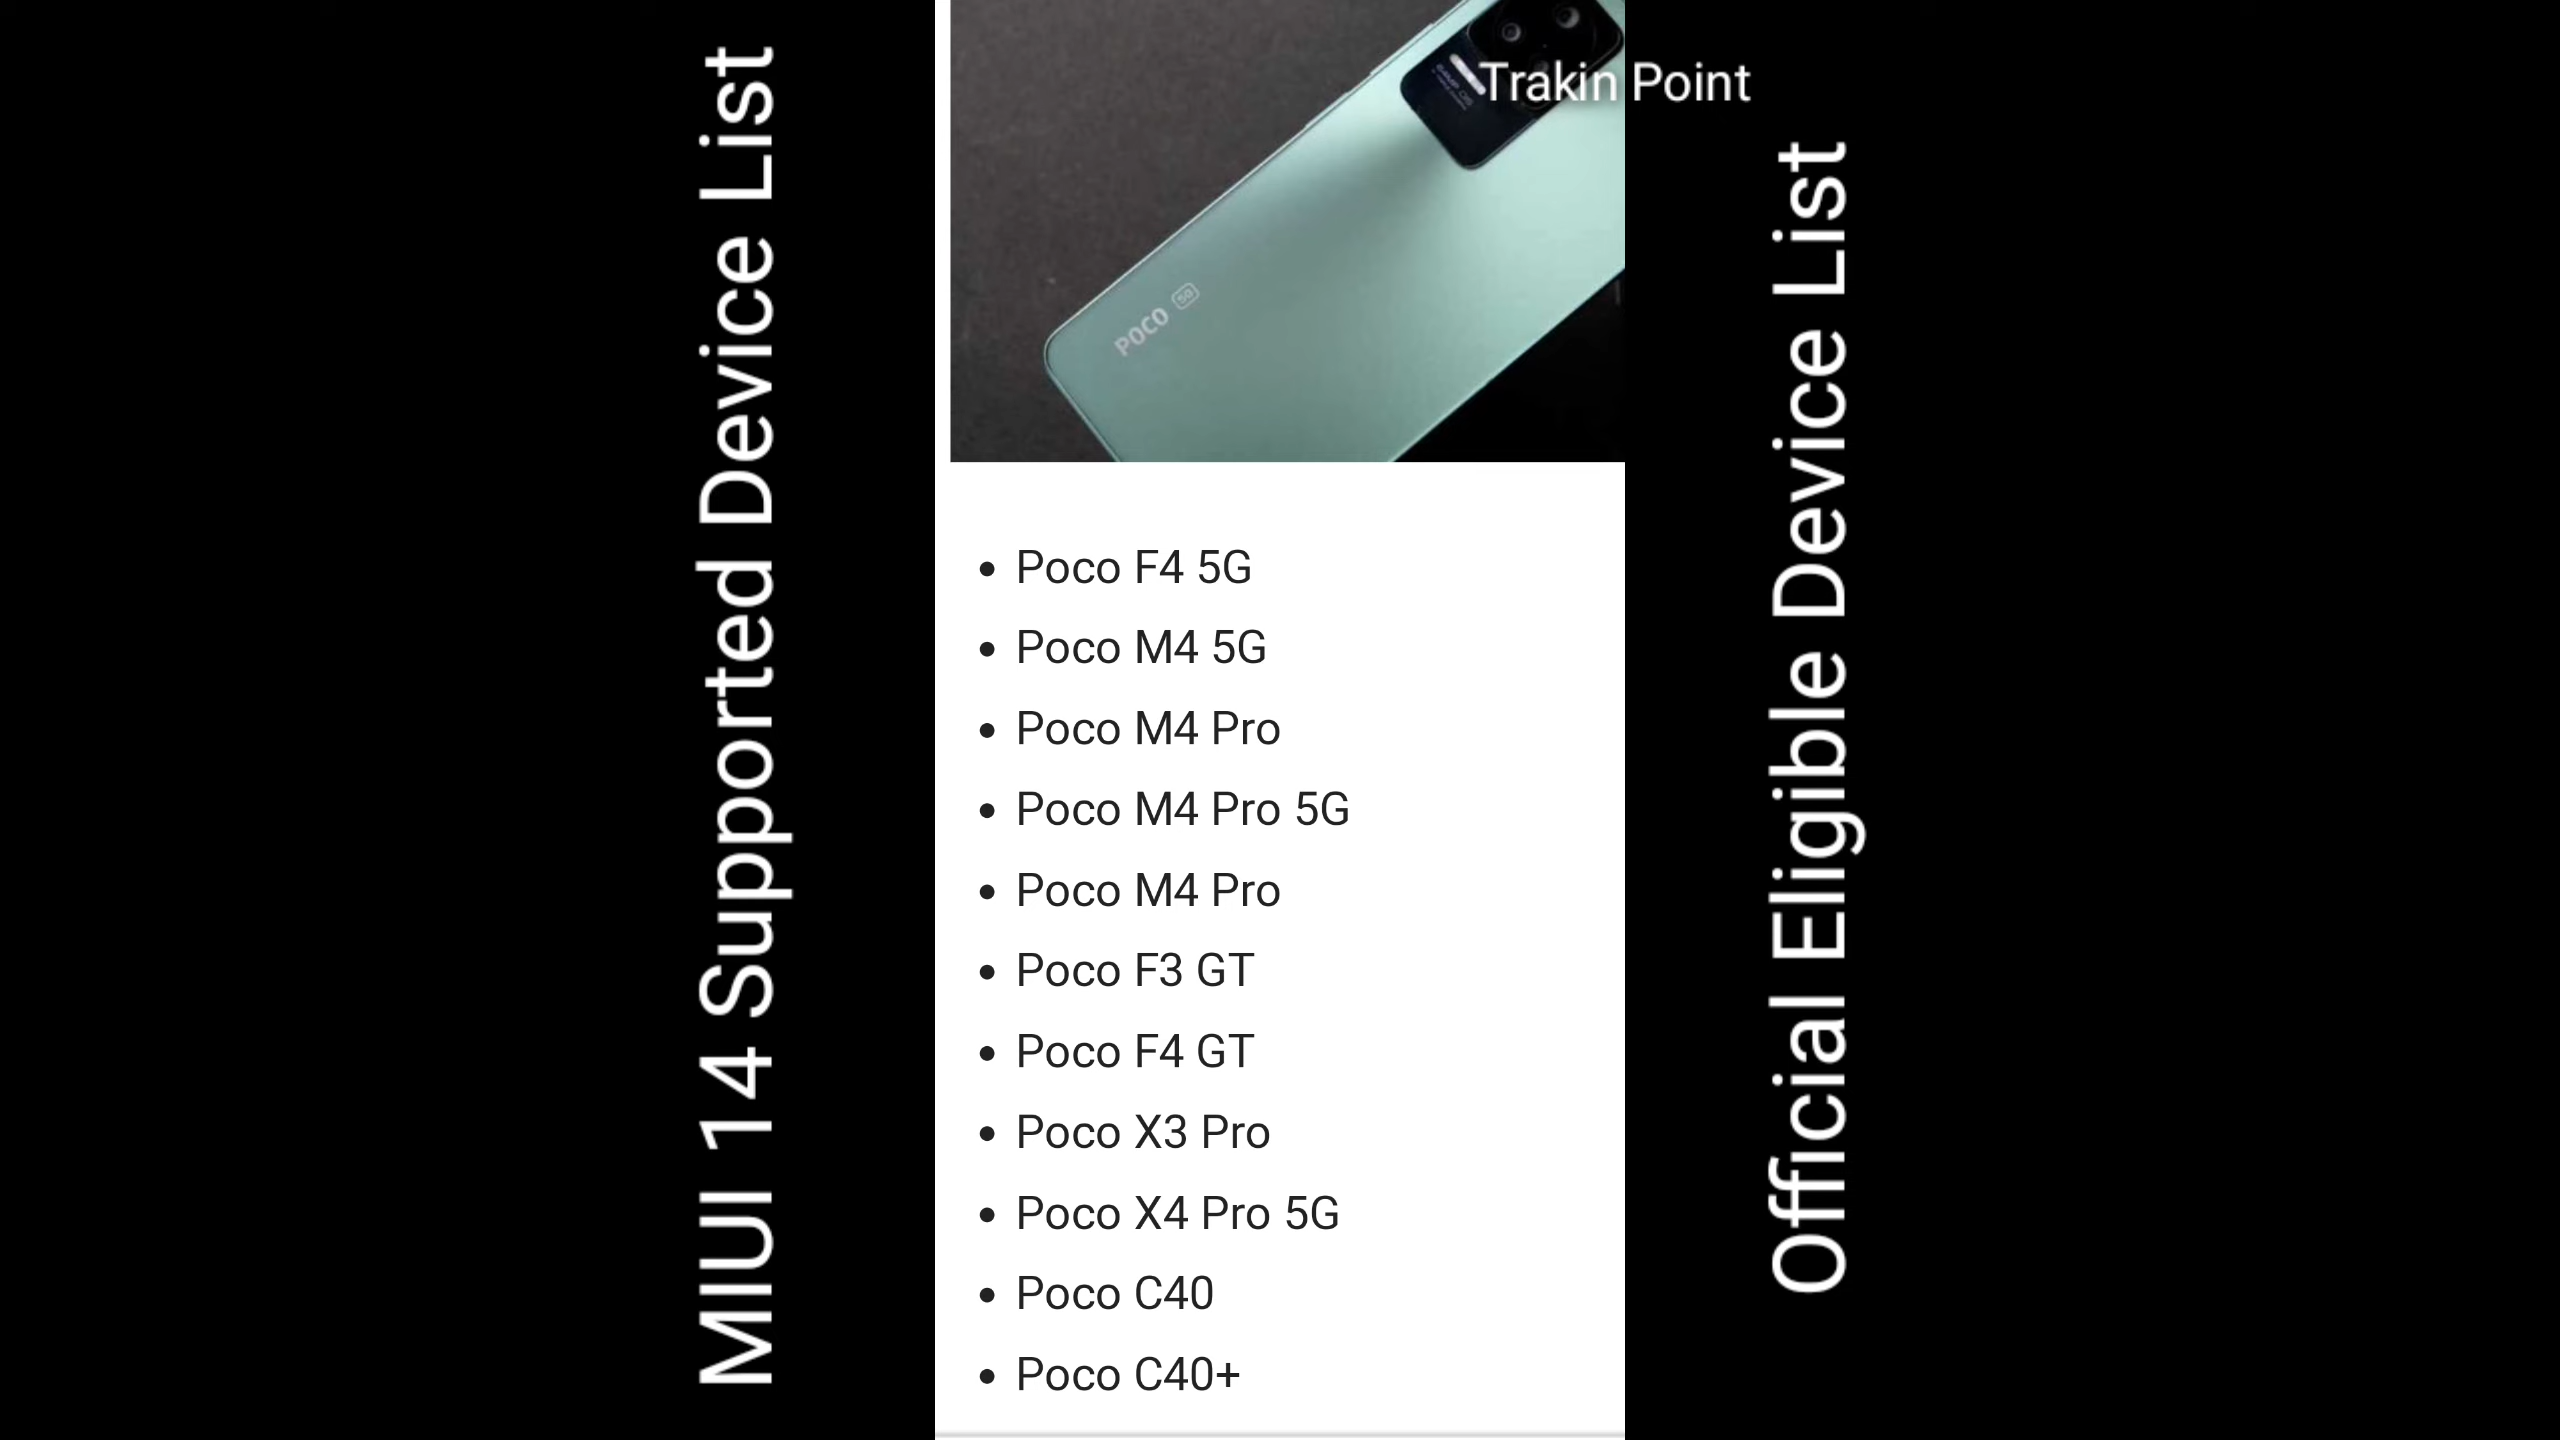 MIUI 14 Supported Device List
Trakin Point
POCO 5G
• Poco F4 5G
• Poco M4 5G
• Poco M4 Pro
• Poco M4 Pro 5G
• Poco M4 Pro
• Poco F3 GT
• Poco F4 GT
• Poco X3 Pro
• Poco X4 Pro 5G
• Poco C40
• Poco C40+
Official Eligible Device List